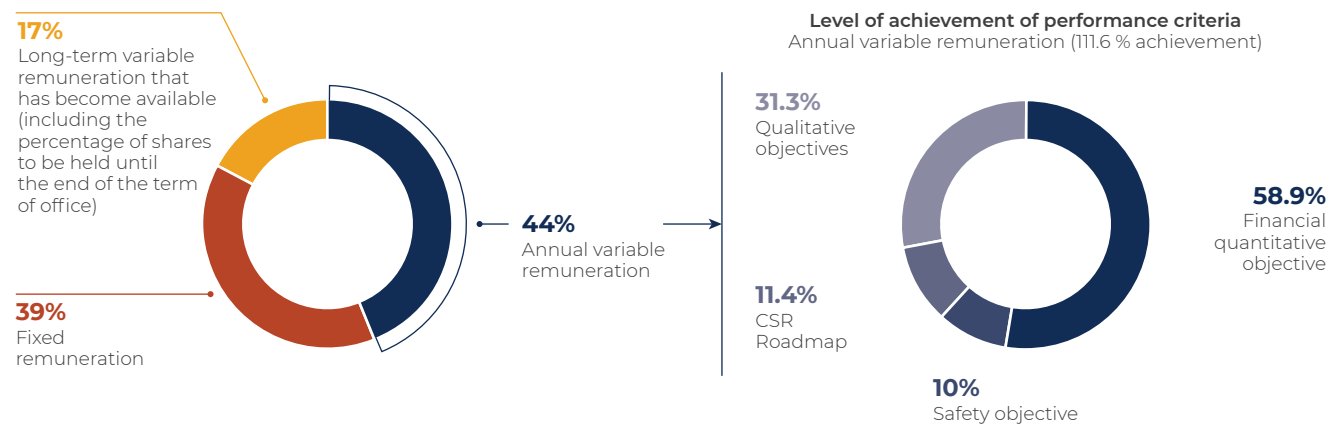 17%
Long-term variable
remuneration that
has become available
(including the
percentage of shares
to be held until
the end of the term
of office)
39%
Fixed
remuneration
44%
Annual variable
remuneration
Level of achievement of performance criteria
Annual variable remuneration (111.6 % achievement)
31.3%
Qualitative
objectives
11.4%
CSR
Roadmap
10%
Safety objective
58.9%
Financial
quantitative
objective